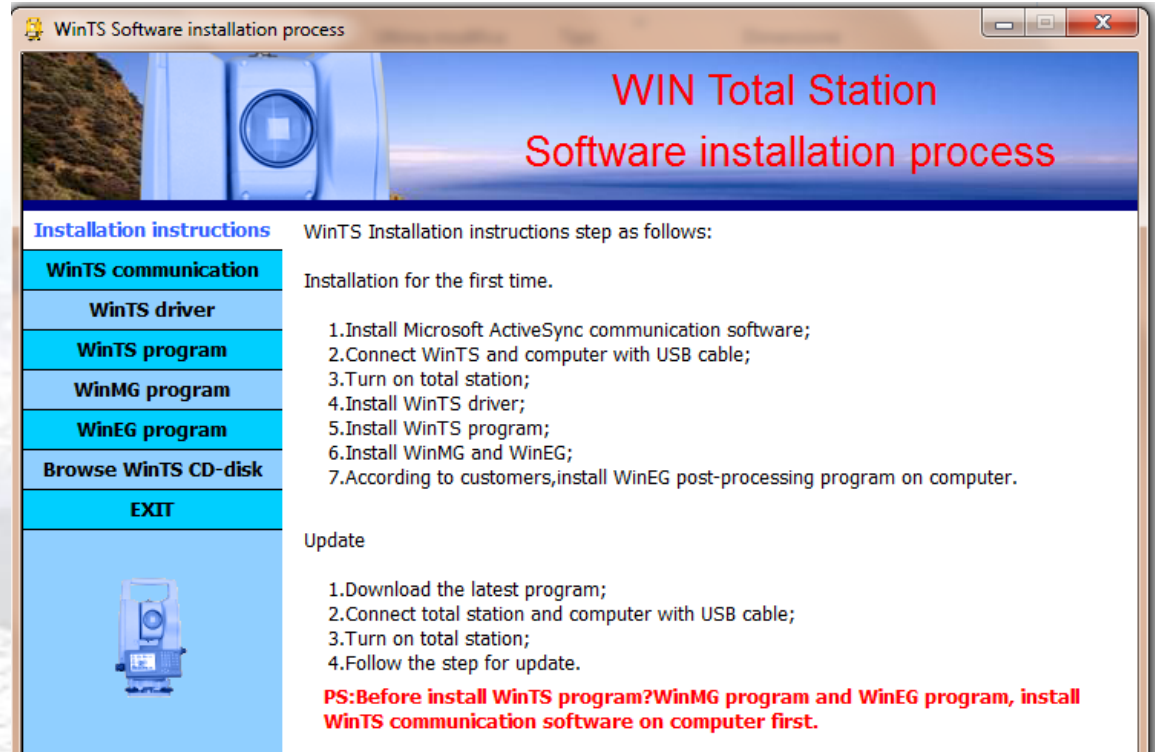 WinTS Software installation process
WIN Total Station
Software installation process
Installation instructions
WinTS communication
WinTS driver
WinTS program
WinMG program
WinEG program
Browse WinTS CD-disk
EXIT
WinTS Installation instructions step as follows:
Installation for the first time.
1.Install Microsoft ActiveSync communication software;
2.Connect WinTS and computer with USB cable;
3.Turn on total station;
4.Install WinTS driver;
5.Install WinTS program;
6.Install WinMG and WinEG;
7.According to customers,install WinEG post-processing program on computer.
Update
1.Download the latest program;
2.Connect total station and computer with USB cable;
3.Turn on total station;
4.Follow the step for update.
PS:Before install WinTS program?WinMG program and WinEG program, install
WinTS communication software on computer first.